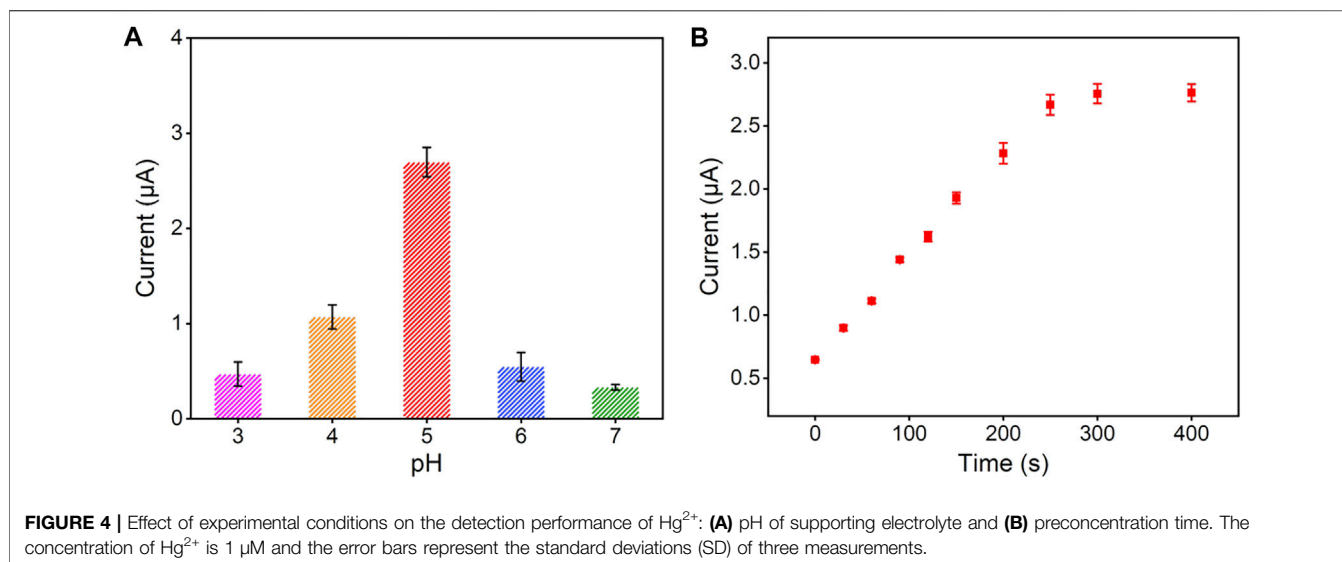 A
4
3
2
1
0
Current (µA)
3 4 5 6 7
pH
B
3.0
2.5
2.0
1.5
1.0
0.5
Current (µA)
0 100 200 300 400
Time (s)
FIGURE 4 | Effect of experimental conditions on the detection performance of Hg²⁺: (A) pH of supporting electrolyte and (B) preconcentration time. The
concentration of Hg²⁺ is 1 µM and the error bars represent the standard deviations (SD) of three measurements.